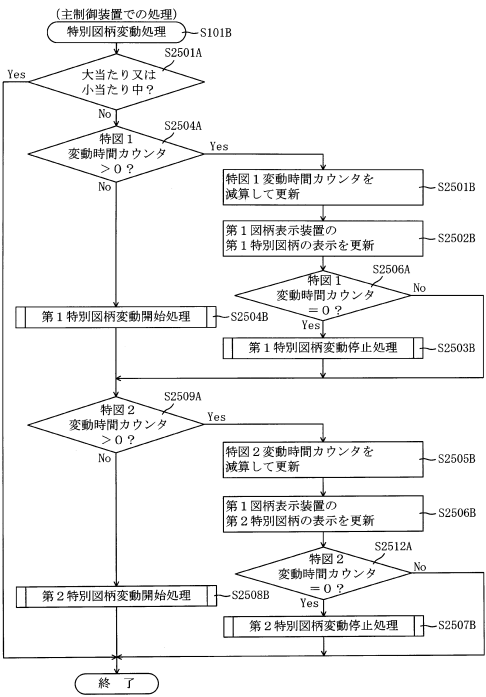 (主制御装置での処理)
特別図柄変動処理
S101B
S2501A
大当たり又は
小当たり中?
Yes
No
S2504A
特図1
変動時間カウンタ
>0?
Yes
No
特図1変動時間カウンタを
減算して更新
S2501B
第1図柄表示装置の
第1特別図柄の表示を更新
S2502B
S2506A
特図1
変動時間カウンタ
=0?
No
Yes
第1特別図柄変動開始処理
S2504B
第1特別図柄変動停止処理
S2503B
S2509A
特図2
変動時間カウンタ
>0?
Yes
No
特図2変動時間カウンタを
減算して更新
S2505B
第1図柄表示装置の
第2特別図柄の表示を更新
S2506B
S2512A
特図2
変動時間カウンタ
=0?
No
Yes
第2特別図柄変動開始処理
S2508B
第2特別図柄変動停止処理
S2507B
終 了